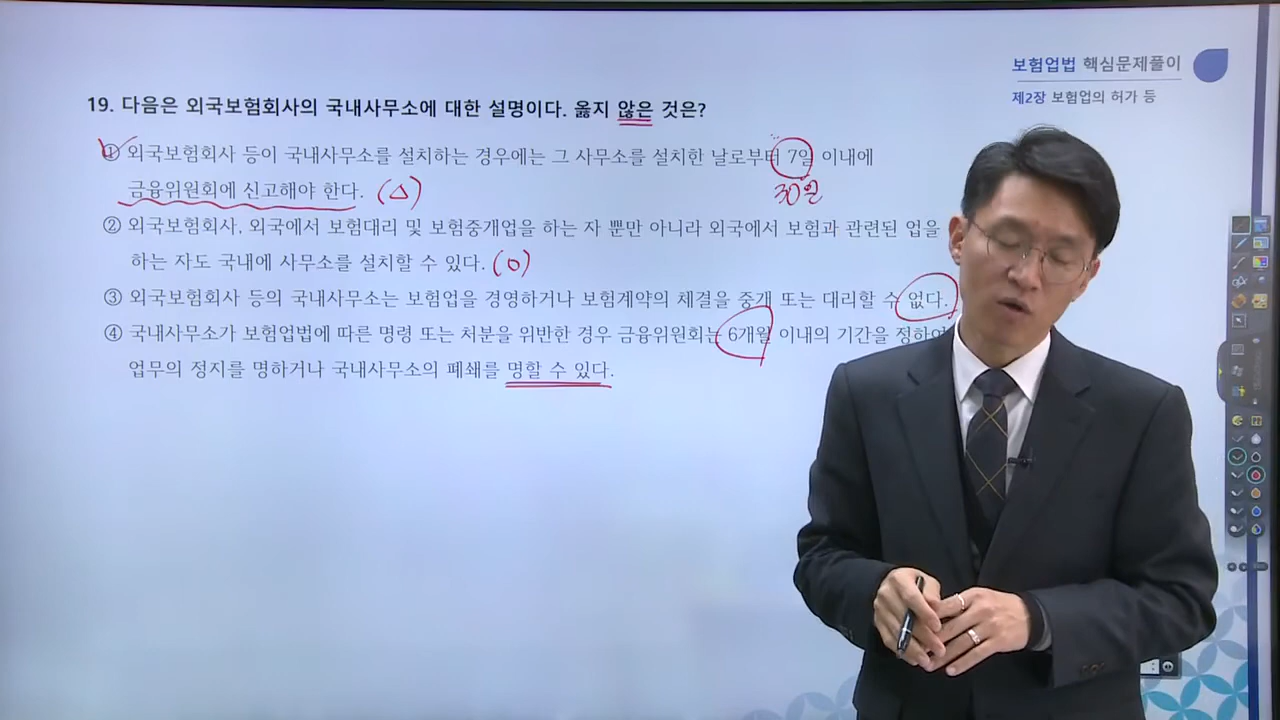 보험업법 핵심문제풀이
제2장 보험업의 허가 등
19. 다음은 외국보험회사의 국내사무소에 대한 설명이다. 옳지 않은 것은?
① 외국보험회사 등이 국내사무소를 설치하는 경우에는 그 사무소를 설치한 날로부터 7일 이내에
30일
금융위원회에 신고해야 한다. (△)
② 외국보험회사, 외국에서 보험대리 및 보험중개업을 하는 자 뿐만 아니라 외국에서 보험과 관련된 업을
하는 자도 국내에 사무소를 설치할 수 있다. (O)
③ 외국보험회사 등의 국내사무소는 보험업을 경영하거나 보험계약의 체결을 중개 또는 대리할 수 없다.
④ 국내사무소가 보험업법에 따른 명령 또는 처분을 위반한 경우 금융위원회는 6개월 이내의 기간을 정하여
업무의 정지를 명하거나 국내사무소의 폐쇄를 명할 수 있다.